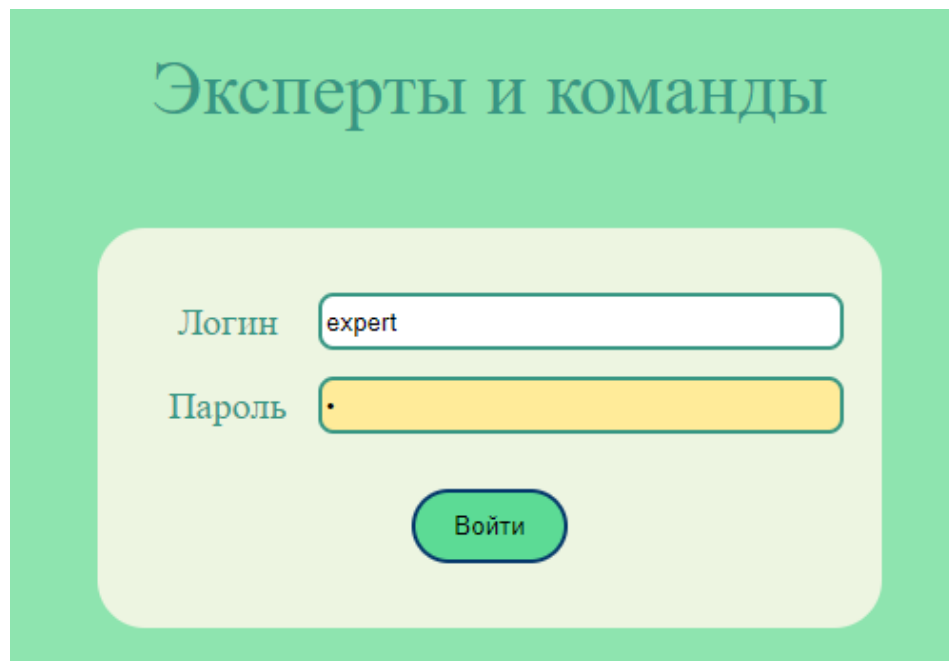 Эксперты и команды
Логин expert
Пароль •
Войти